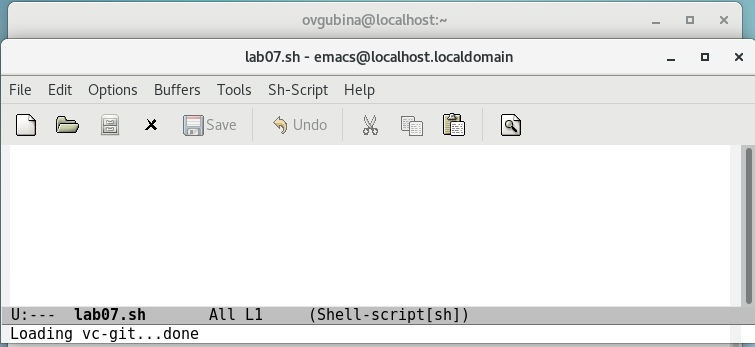 ovgubina@localhost:~
lab07.sh - emacs@localhost.localdomain
File Edit Options Buffers Tools Sh-Script Help
Save Undo
U:--- lab07.sh All L1 (Shell-script[sh])
Loading vc-git...done